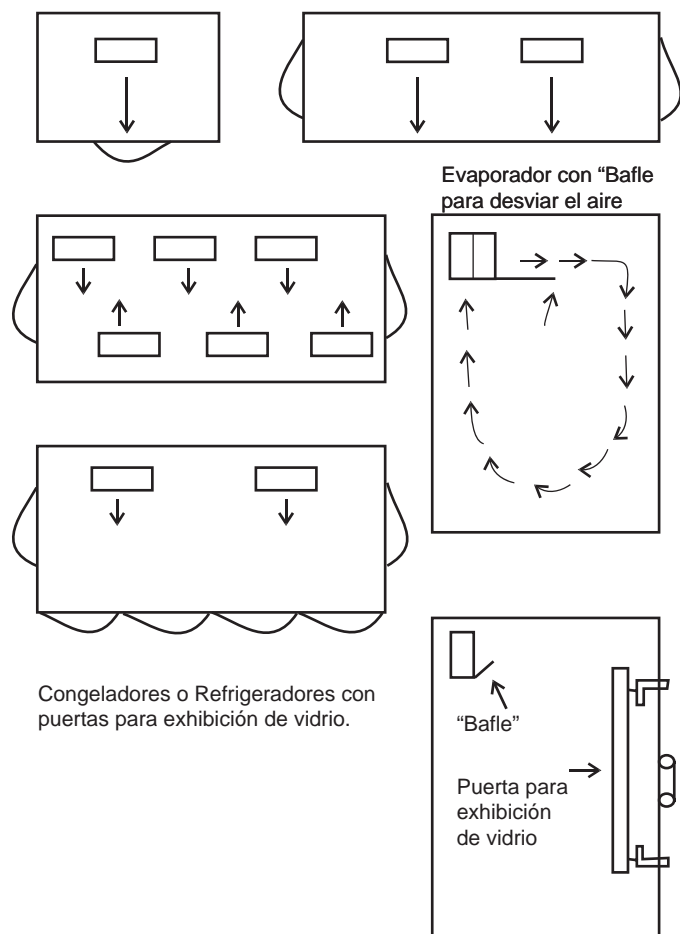 Evaporador con “Bafle
para desviar el aire
Congeladores o Refrigeradores con
puertas para exhibición de vidrio.
“Bafle”
Puerta para
exhibición
de vidrio